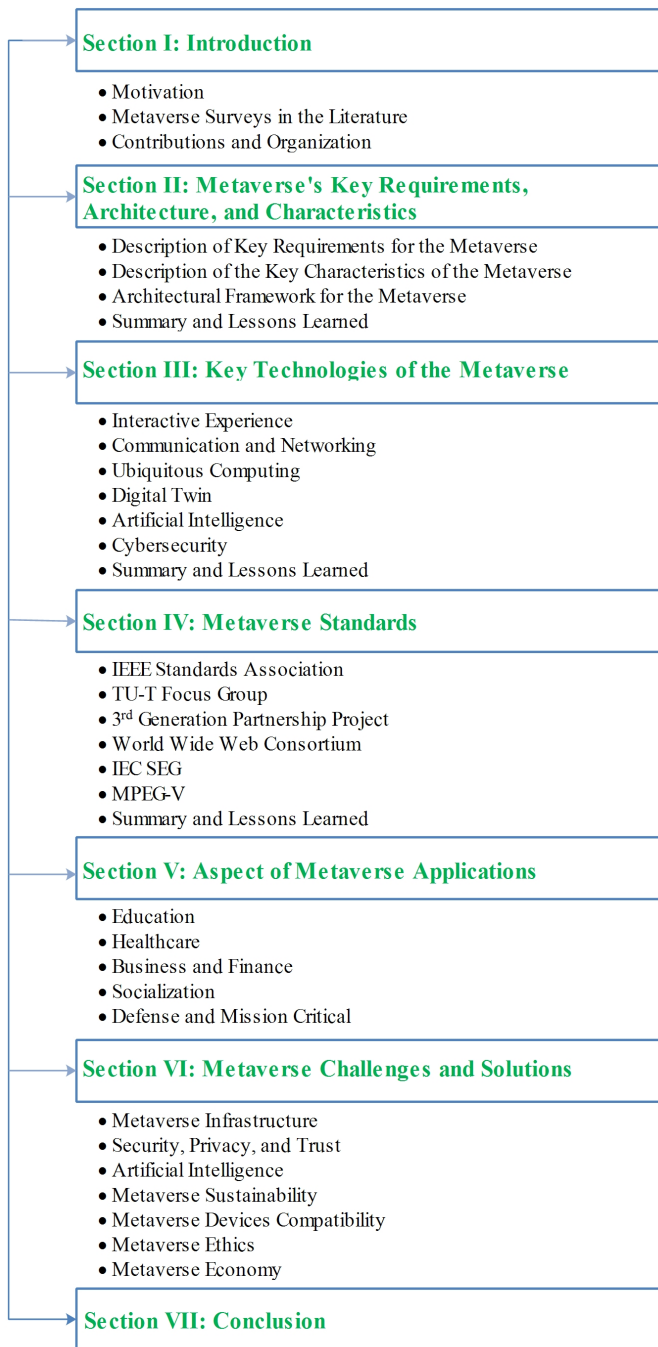 Section I: Introduction
• Motivation
• Metaverse Surveys in the Literature
• Contributions and Organization
Section II: Metaverse's Key Requirements,
Architecture, and Characteristics
• Description of Key Requirements for the Metaverse
• Description of the Key Characteristics of the Metaverse
• Architectural Framework for the Metaverse
• Summary and Lessons Learned
Section III: Key Technologies of the Metaverse
• Interactive Experience
• Communication and Networking
• Ubiquitous Computing
• Digital Twin
• Artificial Intelligence
• Cybersecurity
• Summary and Lessons Learned
Section IV: Metaverse Standards
• IEEE Standards Association
• TU-T Focus Group
• 3rd Generation Partnership Project
• World Wide Web Consortium
• IEC SEG
• MPEG-V
• Summary and Lessons Learned
Section V: Aspect of Metaverse Applications
• Education
• Healthcare
• Business and Finance
• Socialization
• Defense and Mission Critical
Section VI: Metaverse Challenges and Solutions
• Metaverse Infrastructure
• Security, Privacy, and Trust
• Artificial Intelligence
• Metaverse Sustainability
• Metaverse Devices Compatibility
• Metaverse Ethics
• Metaverse Economy
Section VII: Conclusion